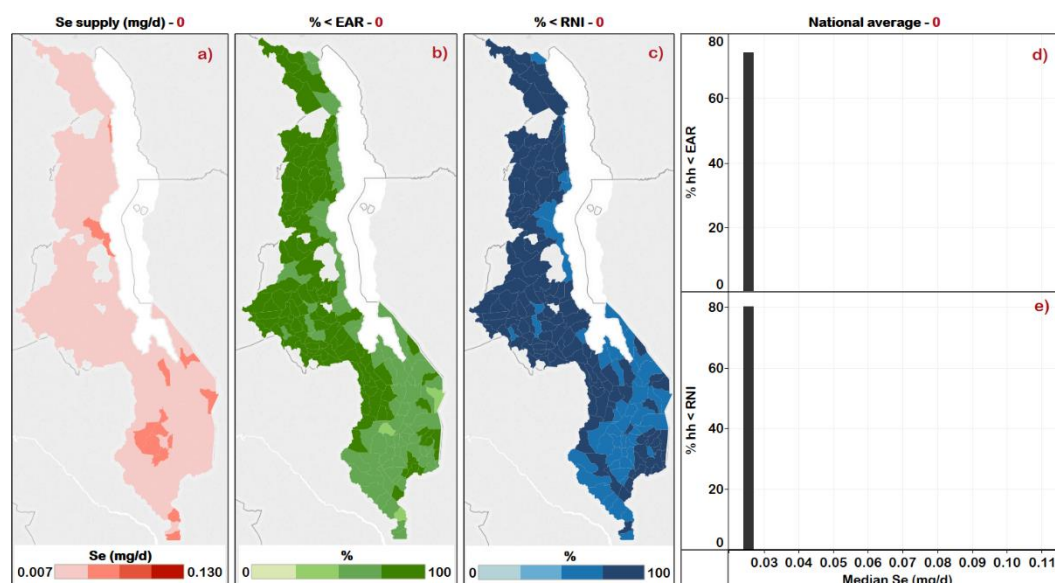 Se supply (mg/d) - 0
% < EAR - 0
% < RNI - 0
National average - 0
a)
b)
c)
d)
80
60
40
20
0
% hh < EAR
e)
80
60
40
20
0
% hh < RNI
0.03 0.04 0.05 0.06 0.07 0.08 0.09 0.10 0.11
Median Se (mg/d)
Se (mg/d)
0.007 0.130
%
0 100
%
0 100